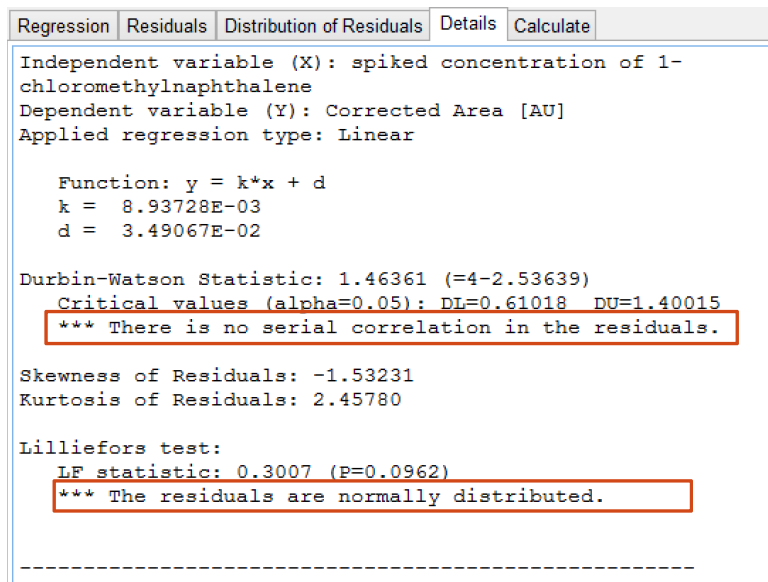 Regression Residuals Distribution of Residuals Details Calculate
Independent variable (X): spiked concentration of 1-
chloromethylnaphthalene
Dependent variable (Y): Corrected Area [AU]
Applied regression type: Linear
Function: y = k*x + d
k = 8.93728E-03
d = 3.49067E-02
Durbin-Watson Statistic: 1.46361 (=4-2.53639)
Critical values (alpha=0.05): DL=0.61018 DU=1.40015
*** There is no serial correlation in the residuals.
Skewness of Residuals: -1.53231
Kurtosis of Residuals: 2.45780
Lilliefors test:
LF statistic: 0.3007 (P=0.0962)
*** The residuals are normally distributed.
-------------------------------------------------------